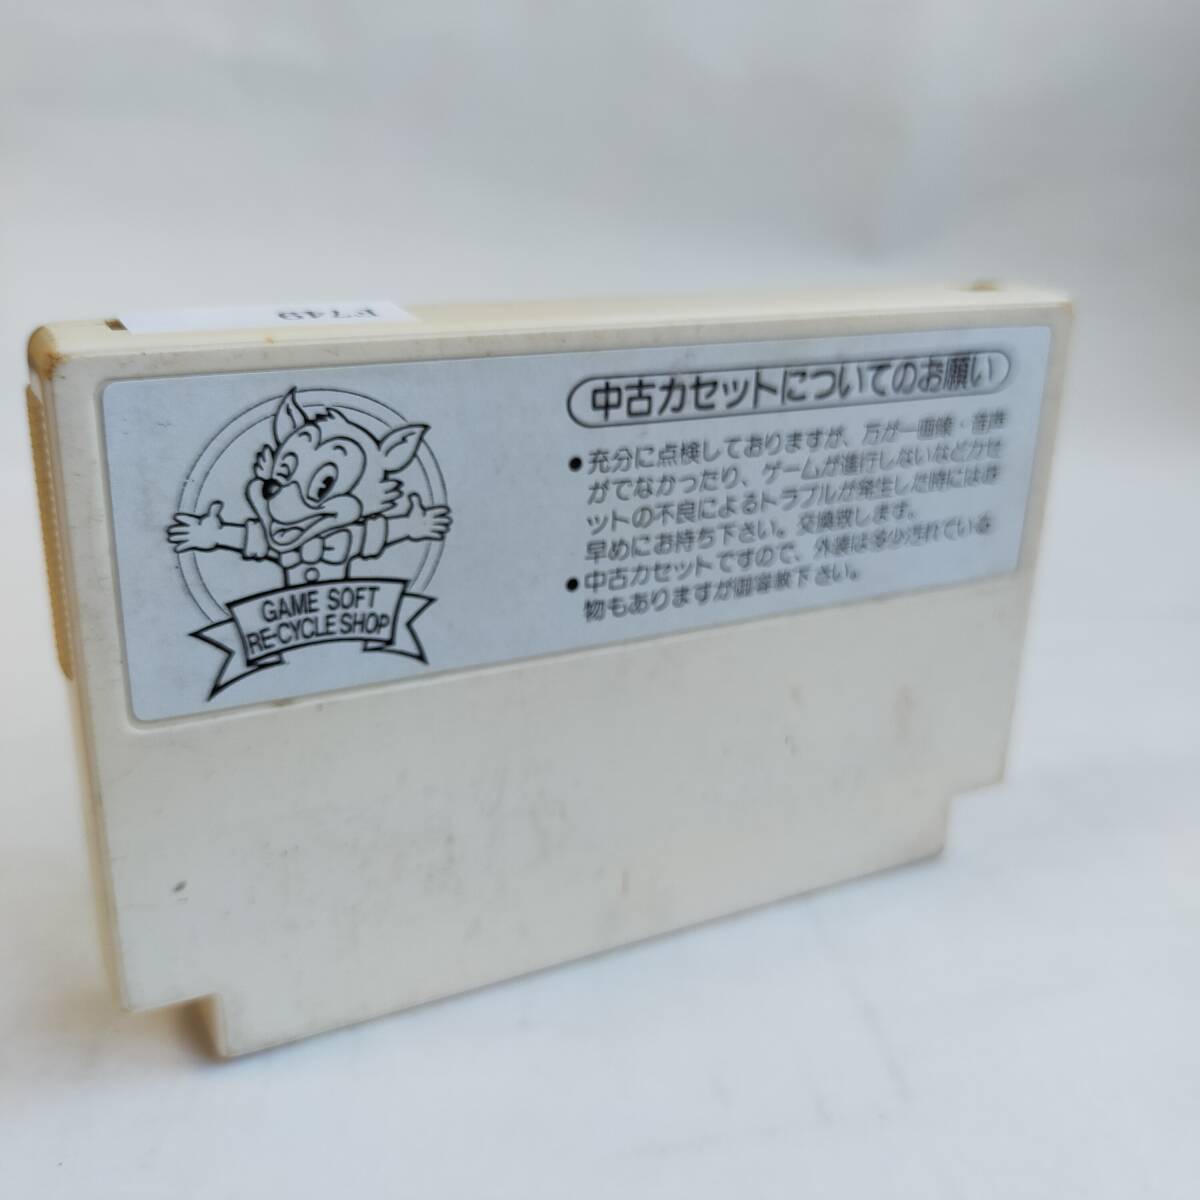 F749
中古カセットについてのお願い
●充分に点検しておりますが、万が一画像・音声
がでなかったり、ゲームが進行しないなどカセ
ットの不良によるトラブルが発生した時にはお
早めにお持ち下さい。交換致します。
●中古カセットですので、外装は多少汚れている
物もありますが御容赦下さい。
GAME SOFT
RE-CYCLE SHOP